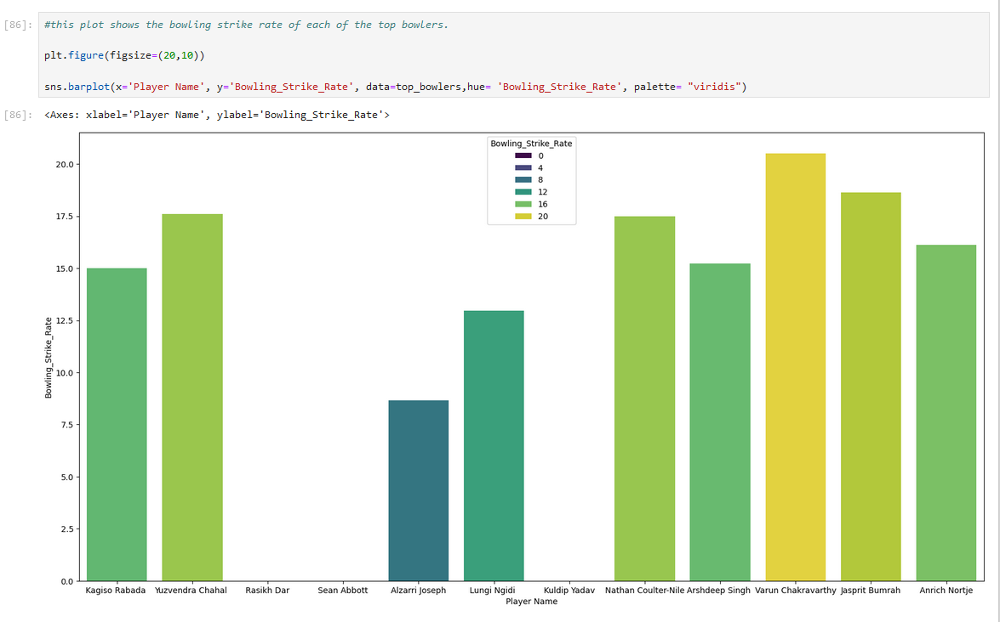 [86]: #this plot shows the bowling strike rate of each of the top bowlers.
plt.figure(figsize=(20,10))
sns.barplot(x='Player Name', y='Bowling_Strike_Rate', data=top_bowlers,hue= 'Bowling_Strike_Rate', palette= "viridis")
[86]: <Axes: xlabel='Player Name', ylabel='Bowling_Strike_Rate'>
Bowling_Strike_Rate
0
4
8
12
16
20
20.0
17.5
15.0
12.5
10.0
7.5
5.0
2.5
0.0
Bowling_Strike_Rate
Kagiso Rabada Yuzvendra Chahal Rasikh Dar Sean Abbott Alzarri Joseph Lungi Ngidi Kuldip Yadav Nathan Coulter-Nile Arshdeep Singh Varun Chakravarthy Jasprit Bumrah Anrich Nortje
Player Name